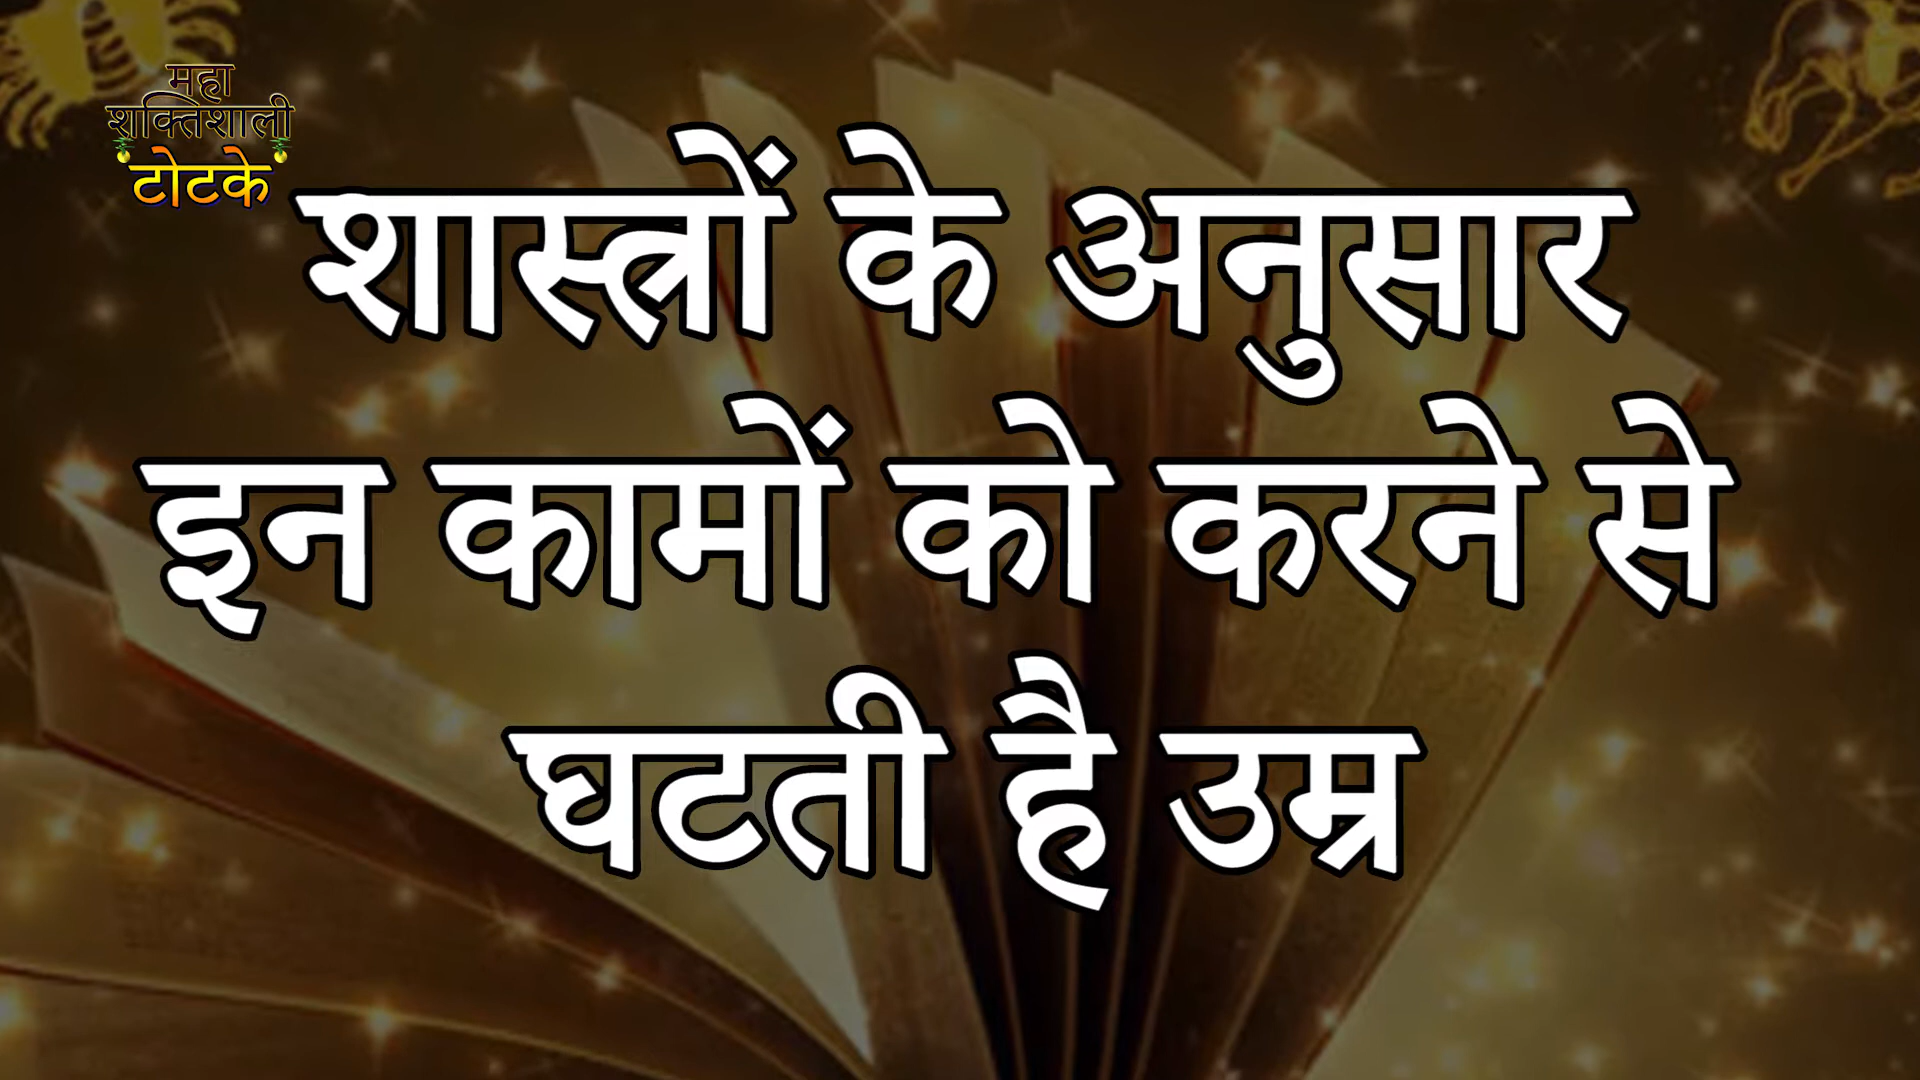 महा
शक्तिशाली
टोटके
शास्त्रों के अनुसार
इन कामों को करने से
घटती है उम्र